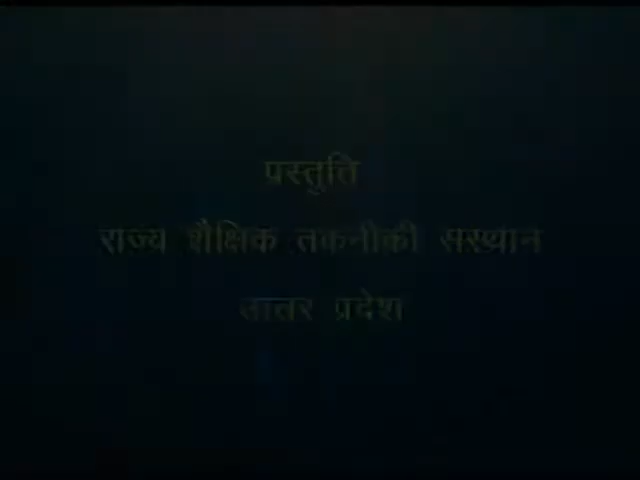 प्रस्तुति
राज्य शैक्षिक तकनीकी संस्थान
उत्तर प्रदेश